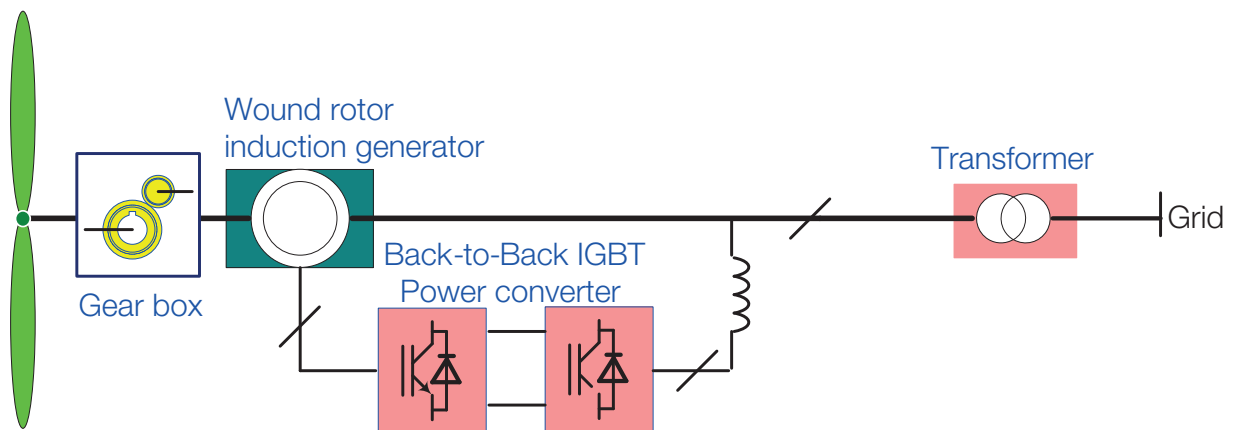 Wound rotor
induction generator
Transformer
Grid
Back-to-Back IGBT
Power converter
Gear box